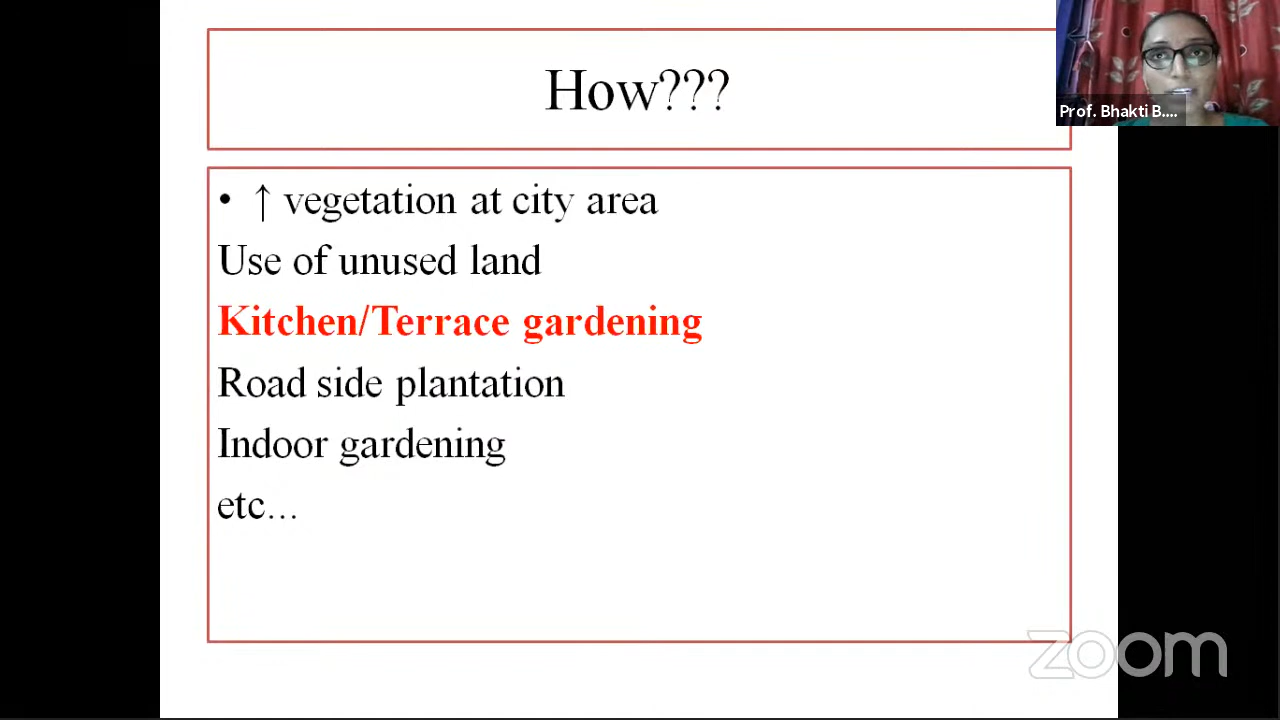 How???
Prof. Bhakti B....
• ↑ vegetation at city area
Use of unused land
Kitchen/Terrace gardening
Road side plantation
Indoor gardening
etc...
zoom